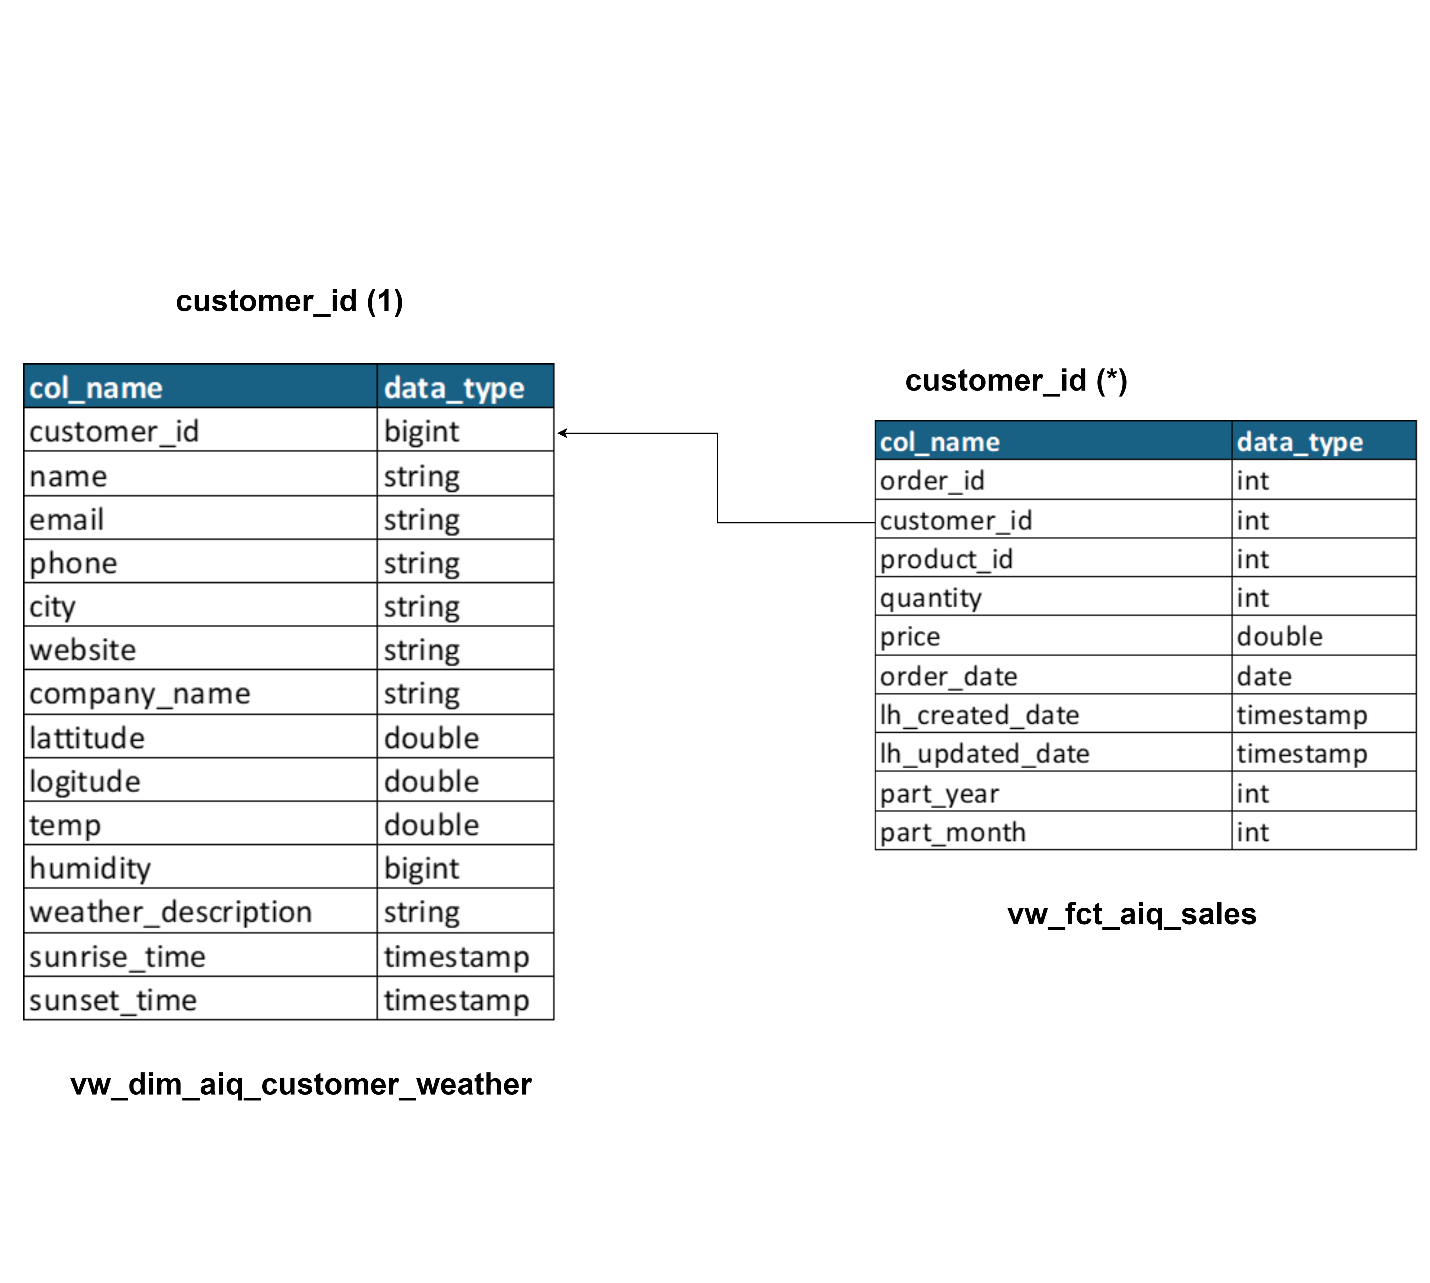 customer_id (1)
col_name data_type
customer_id bigint
name string
email string
phone string
city string
website string
company_name string
lattitude double
logitude double
temp double
humidity bigint
weather_description string
sunrise_time timestamp
sunset_time timestamp
vw_dim_aiq_customer_weather
customer_id (*)
col_name data_type
order_id int
customer_id int
product_id int
quantity int
price double
order_date date
lh_created_date timestamp
lh_updated_date timestamp
part_year int
part_month int
vw_fct_aiq_sales